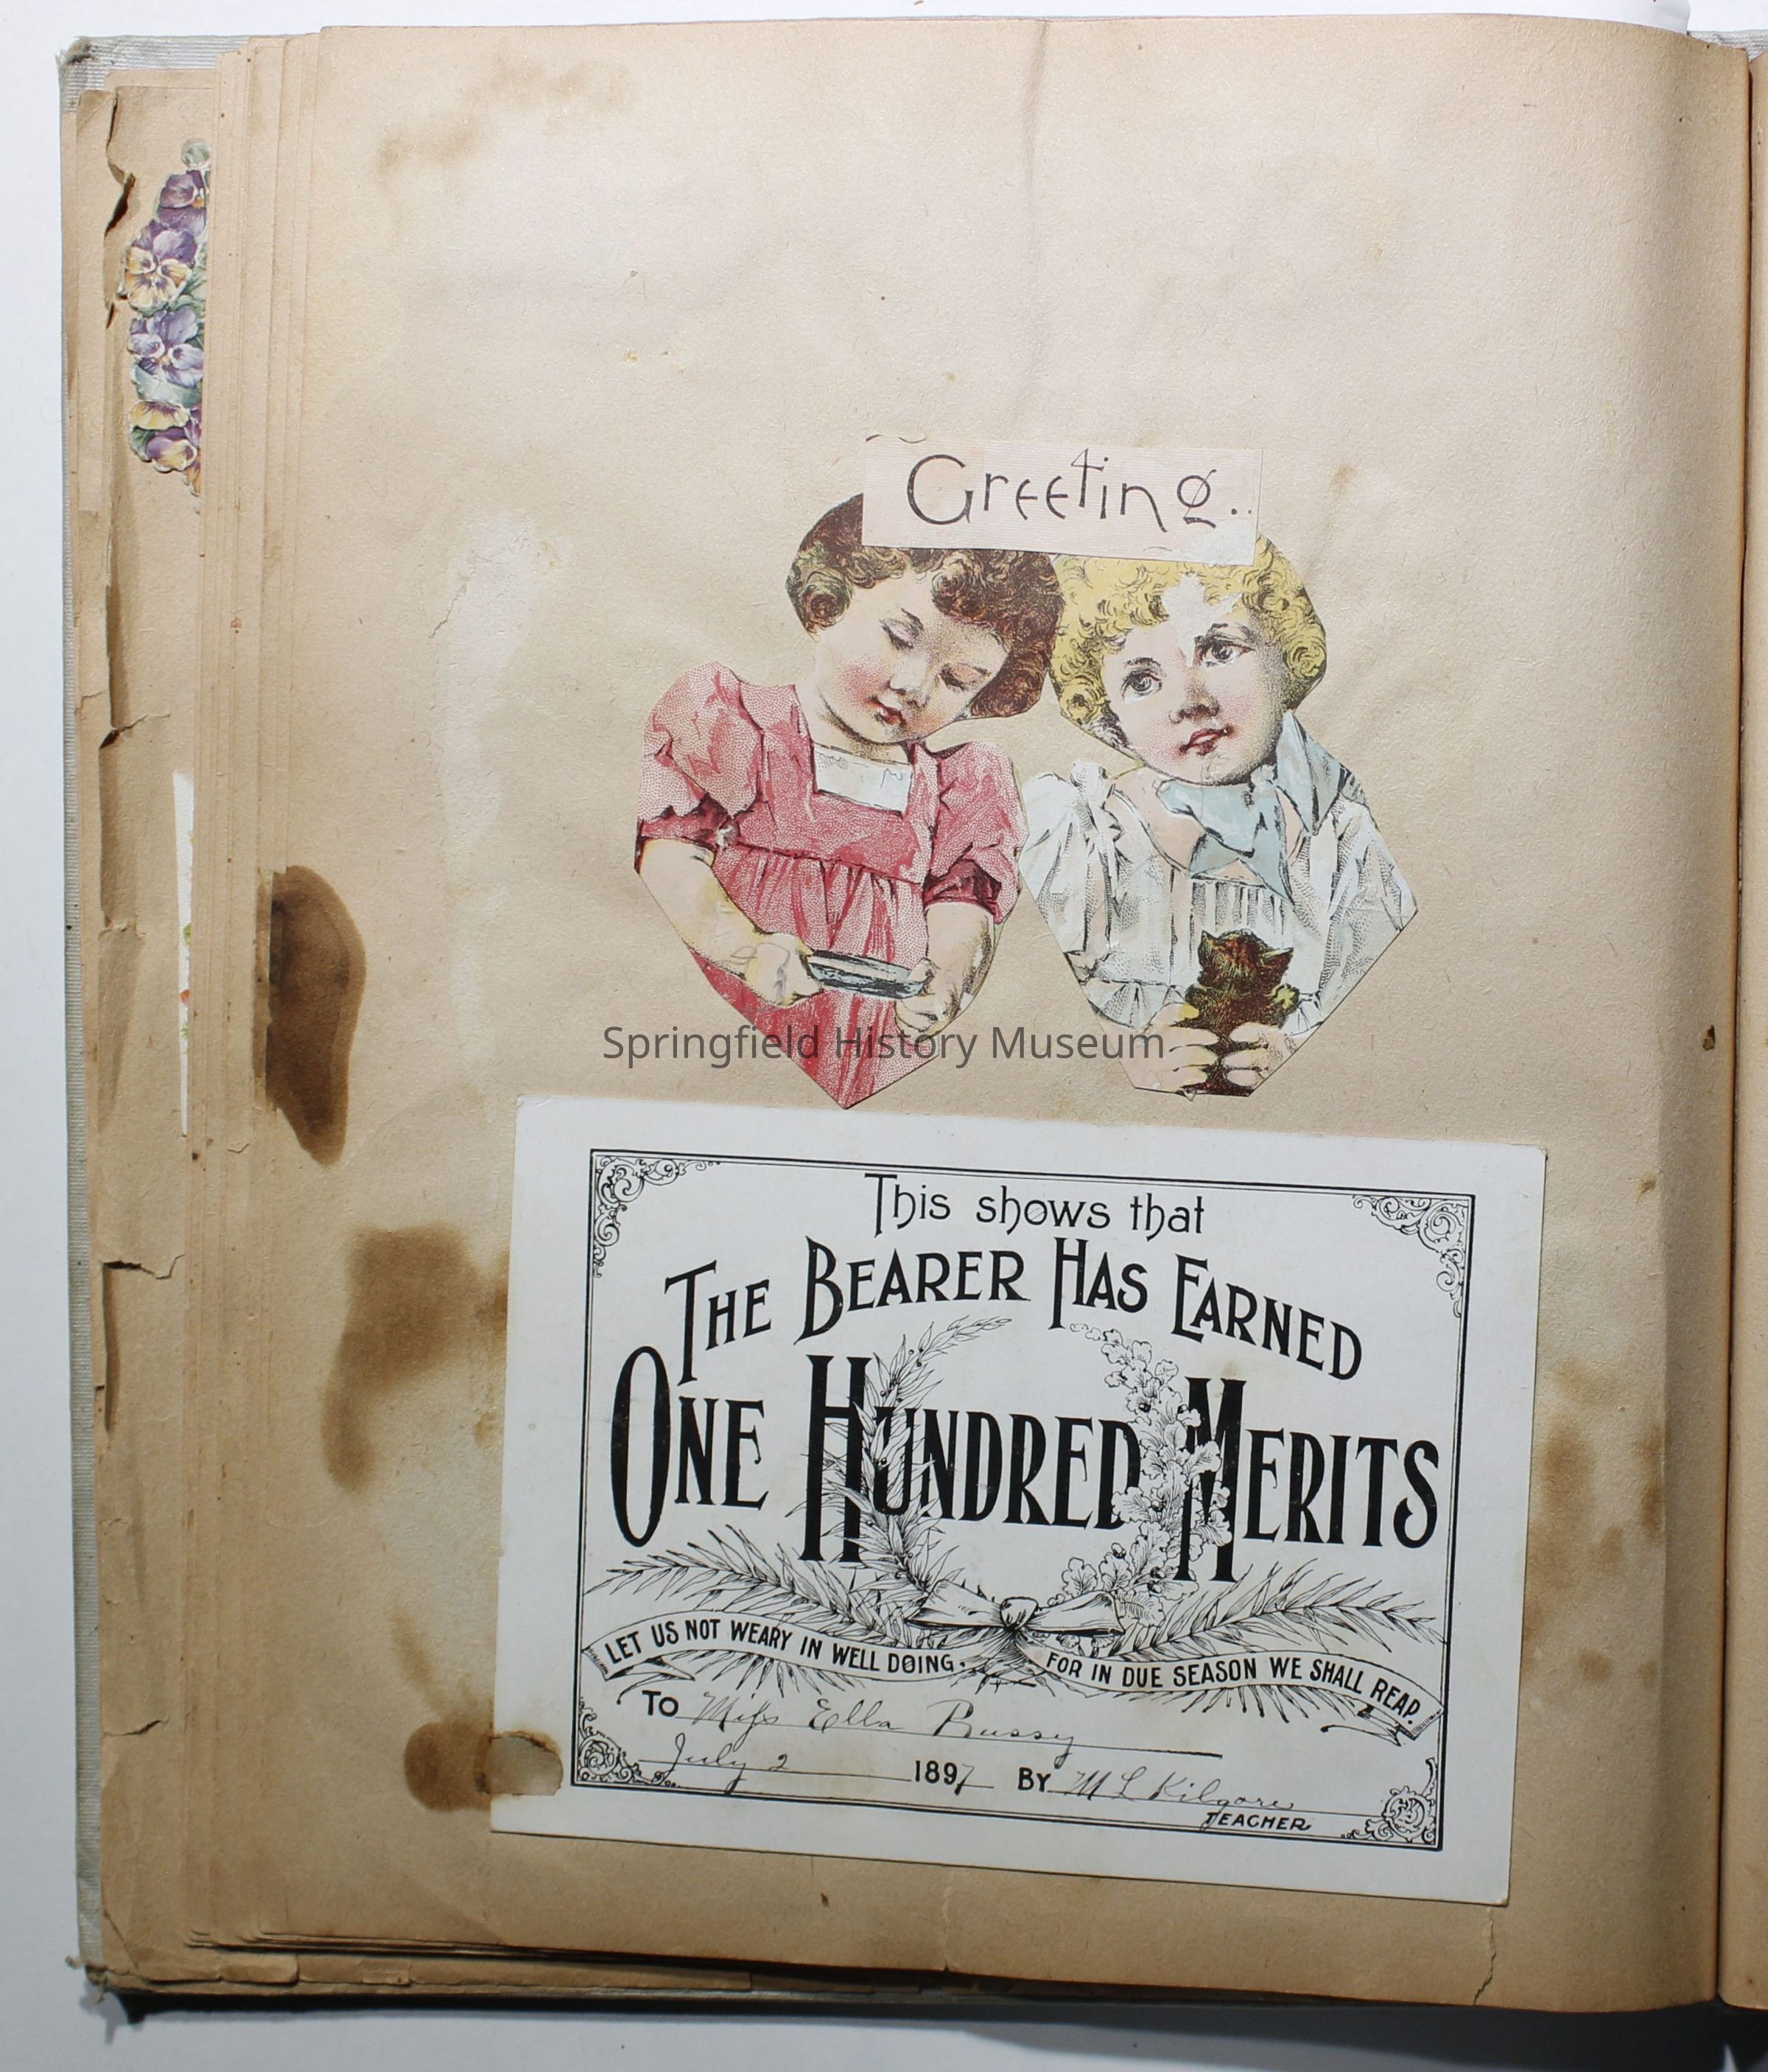 Greeting..
Springfield History Museum
This shows that
THE BEARER HAS EARNED
ONE HUNDRED MERITS
LET US NOT WEARY IN WELL DOING. FOR IN DUE SEASON WE SHALL REAP.
TO Miss Ella Bussy
July 2 1897 BY M L Kilgore
TEACHER